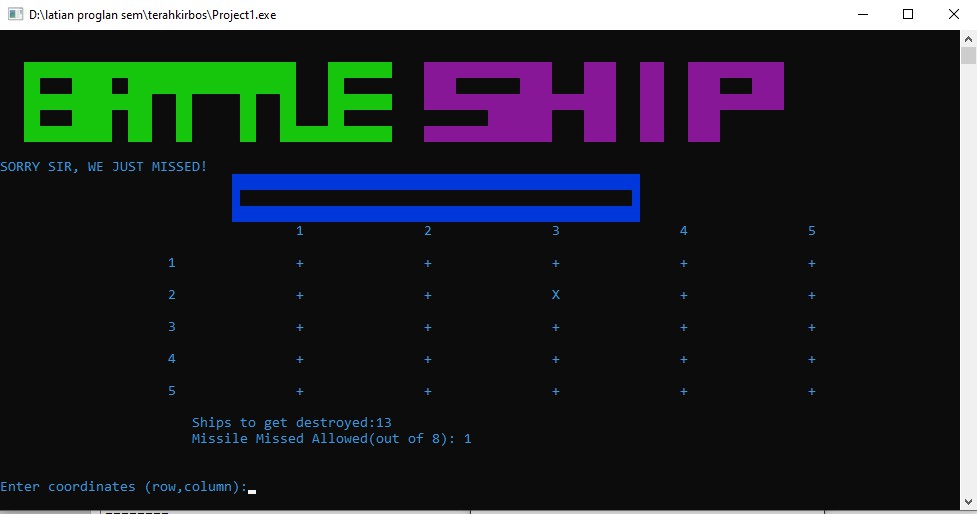 D:\latian proglan sem\terahkirbos\Project1.exe
BATTLE SHIP
SORRY SIR, WE JUST MISSED!
1 2 3 4 5
1 + + + + +
2 + + X + +
3 + + + + +
4 + + + + +
5 + + + + +
Ships to get destroyed:13
Missile Missed Allowed(out of 8): 1
Enter coordinates (row,column):